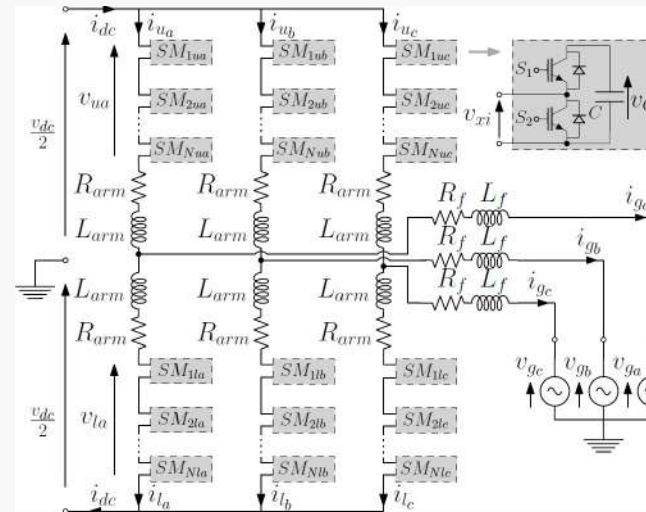 i_dc i_ua i_ub i_uc
SM_1ua SM_1ub SM_1uc S_1
v_ua SM_2ua SM_2ub SM_2uc v_xi S_2 C
v_dc/2
SM_Nua SM_Nub SM_Nuc
R_arm R_arm R_arm R_f L_f
L_arm L_arm L_arm R_f L_f i_gb
R_f L_f i_gc
L_arm L_arm L_arm
R_arm R_arm R_arm
SM_1la SM_1lb SM_1lc v_gc v_gb v_ga
v_dc/2 v_la SM_2la SM_2lb SM_2lc
SM_Nla SM_Nlb SM_Nlc
i_dc i_la i_lb i_lc